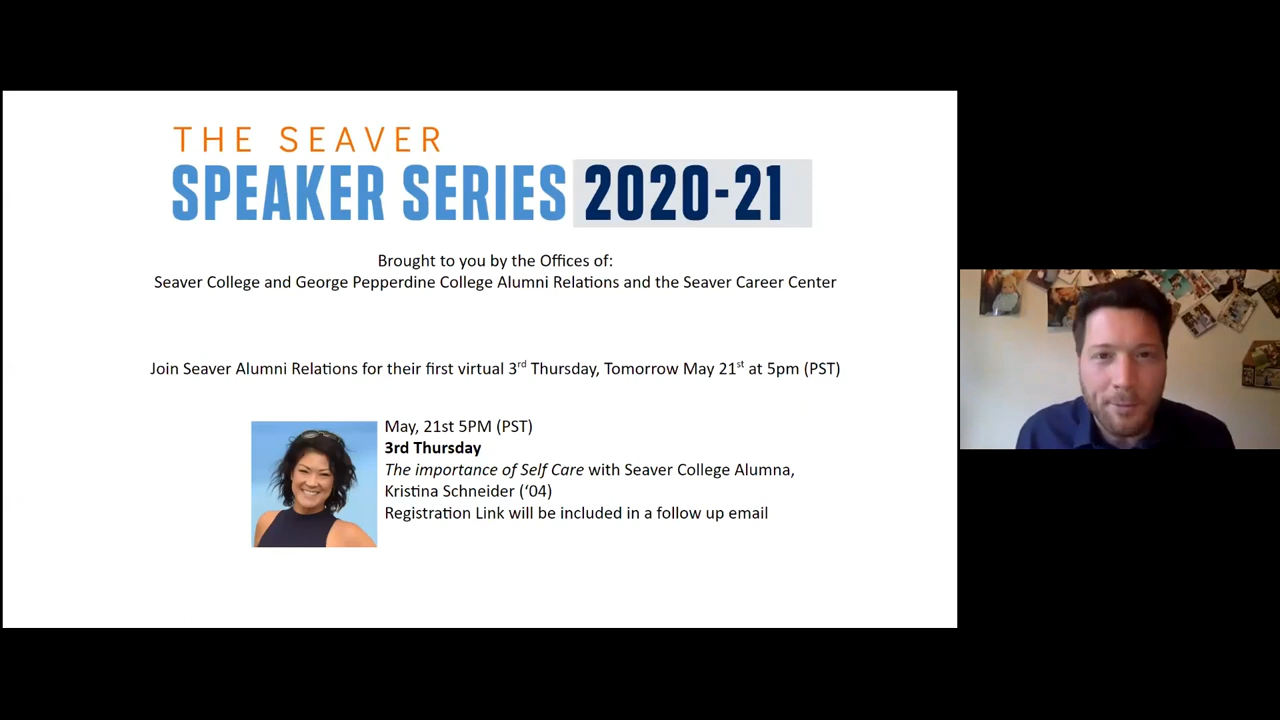 THE SEAVER
SPEAKER SERIES 2020-21
Brought to you by the Offices of:
Seaver College and George Pepperdine College Alumni Relations and the Seaver Career Center
Join Seaver Alumni Relations for their first virtual 3rd Thursday, Tomorrow May 21st at 5pm (PST)
May, 21st 5PM (PST)
3rd Thursday
The importance of Self Care with Seaver College Alumna,
Kristina Schneider (‘04)
Registration Link will be included in a follow up email